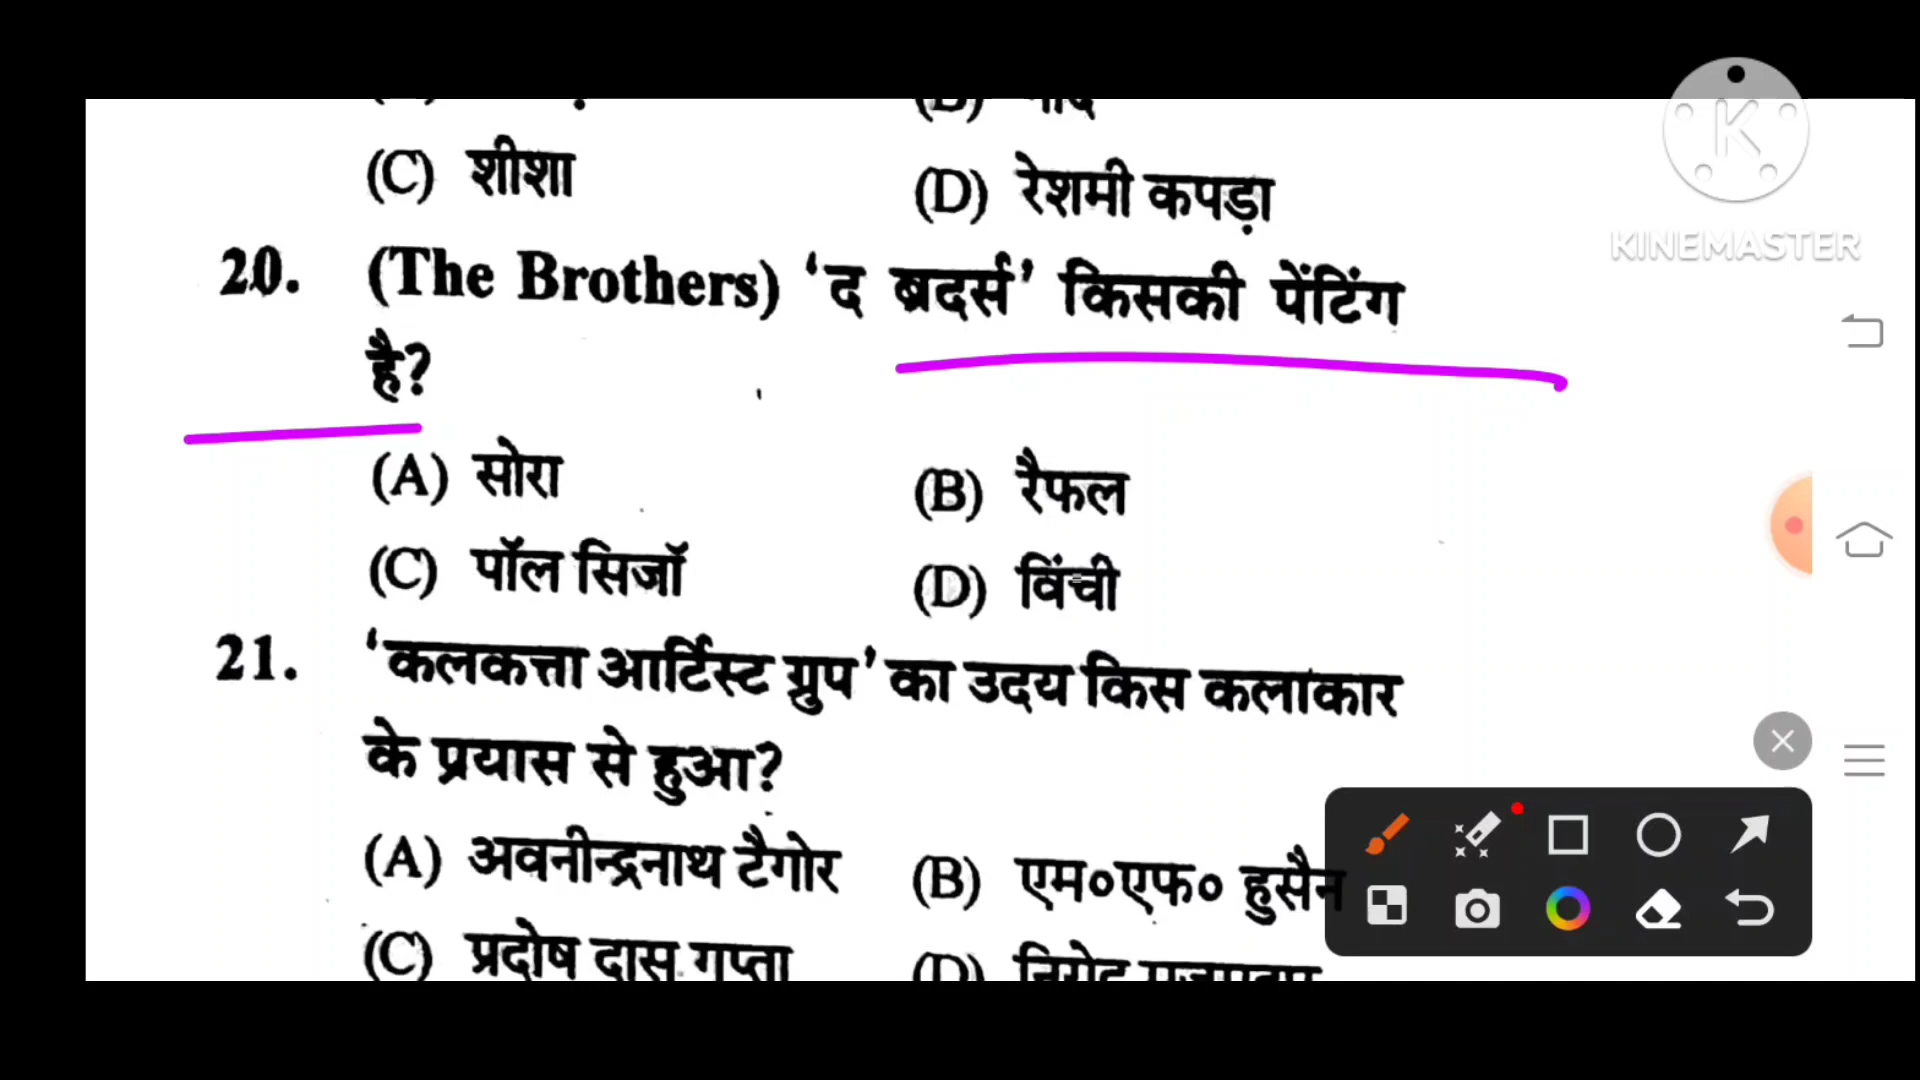 (C) शीशा (D) रेशमी कपड़ा
20. (The Brothers) 'द ब्रदर्स' किसकी पेंटिंग
है?
(A) सोरा (B) रैफल
(C) पॉल सिजॉ (D) विंची
21. 'कलकत्ता आर्टिस्ट ग्रुप' का उदय किस कलाकार
के प्रयास से हुआ?
(A) अवनीन्द्रनाथ टैगोर (B) एम०एफ० हुसैन
(C) प्रदोष दास गुप्ता (D)
KINEMASTER